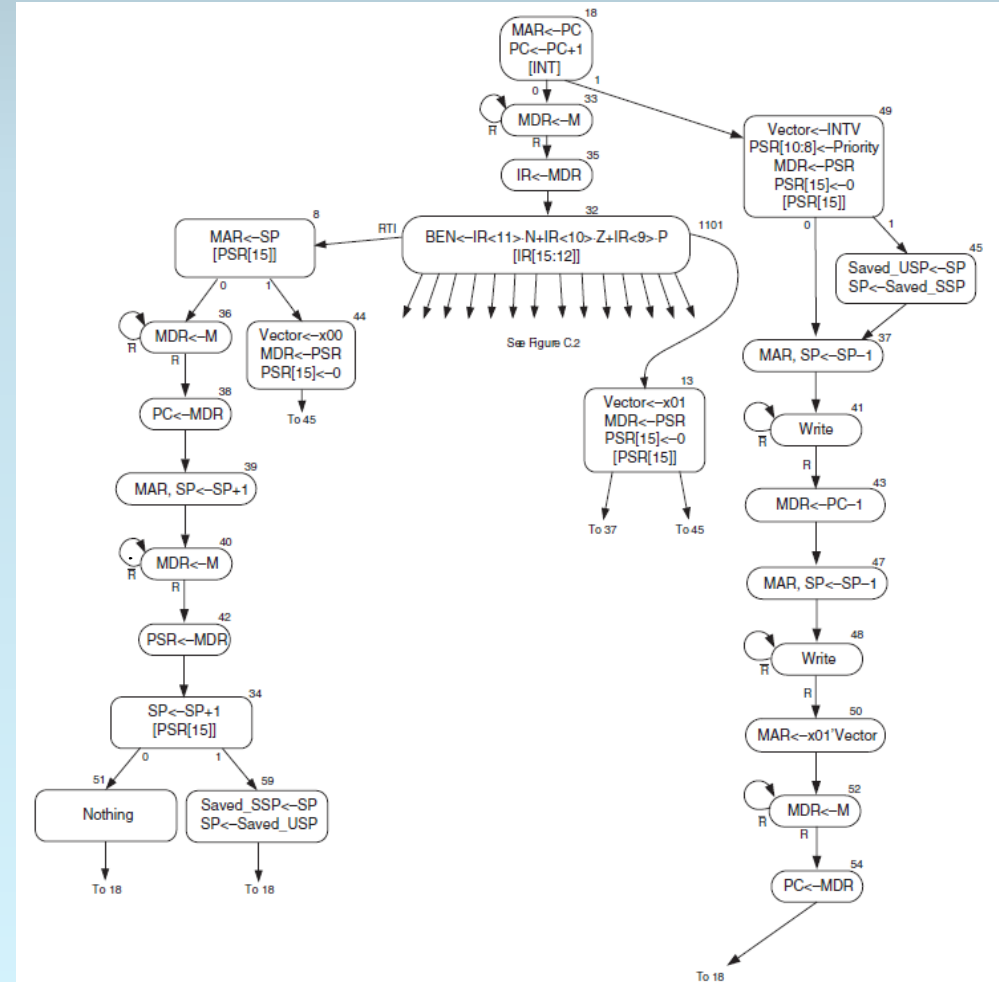 18
MAR<–PC
PC<–PC+1
[INT]
0
1
33
MDR<–M
R̅
R
35
IR<–MDR
32
BEN<–IR<11>·N+IR<10>·Z+IR<9>·P
[IR[15:12]]
RTI
1101
See Figure C.2
8
MAR<–SP
[PSR[15]]
0
1
36
MDR<–M
R̅
R
44
Vector<–x00
MDR<–PSR
PSR[15]<–0
To 45
38
PC<–MDR
39
MAR, SP<–SP+1
40
MDR<–M
R̅
R
42
PSR<–MDR
34
SP<–SP+1
[PSR[15]]
0
1
51
Nothing
To 18
59
Saved_SSP<–SP
SP<–Saved_USP
To 18
13
Vector<–x01
MDR<–PSR
PSR[15]<–0
[PSR[15]]
To 37
To 45
49
Vector<–INTV
PSR[10:8]<–Priority
MDR<–PSR
PSR[15]<–0
[PSR[15]]
0
1
45
Saved_USP<–SP
SP<–Saved_SSP
37
MAR, SP<–SP–1
41
Write
R̅
R
43
MDR<–PC–1
47
MAR, SP<–SP–1
48
Write
R̅
R
50
MAR<–x01'Vector
52
MDR<–M
R̅
R
54
PC<–MDR
To 18